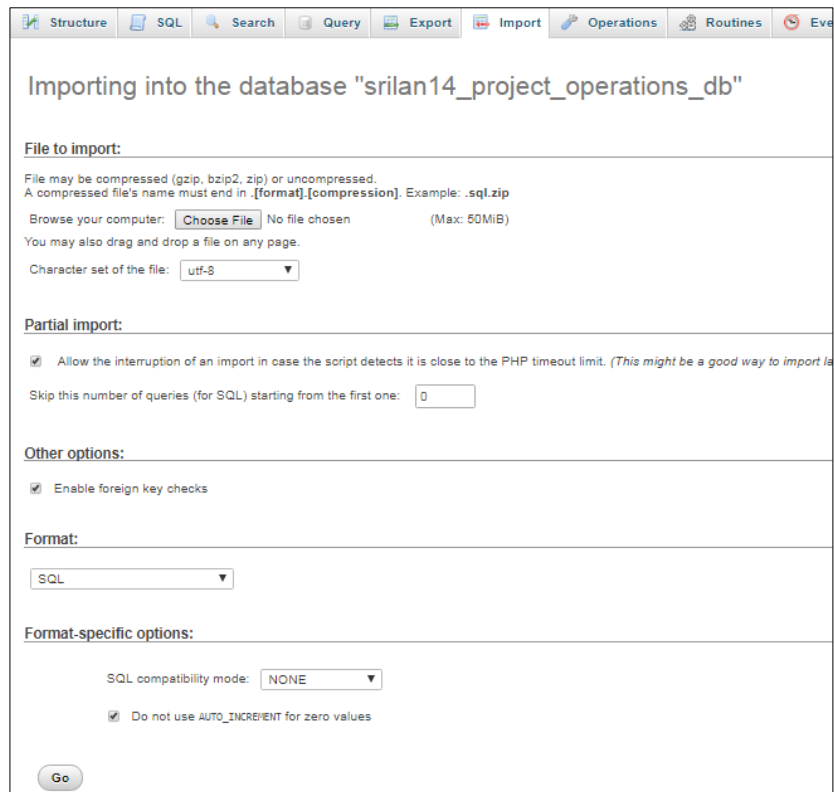 Structure SQL Search Query Export Import Operations Routines Eve
Importing into the database "srilan14_project_operations_db"
File to import:
File may be compressed (gzip, bzip2, zip) or uncompressed.
A compressed file's name must end in .[format].[compression]. Example: .sql.zip
Browse your computer: Choose File No file chosen (Max: 50MiB)
You may also drag and drop a file on any page.
Character set of the file: utf-8
Partial import:
Allow the interruption of an import in case the script detects it is close to the PHP timeout limit. (This might be a good way to import la
Skip this number of queries (for SQL) starting from the first one: 0
Other options:
Enable foreign key checks
Format:
SQL
Format-specific options:
SQL compatibility mode: NONE
Do not use AUTO_INCREMENT for zero values
Go